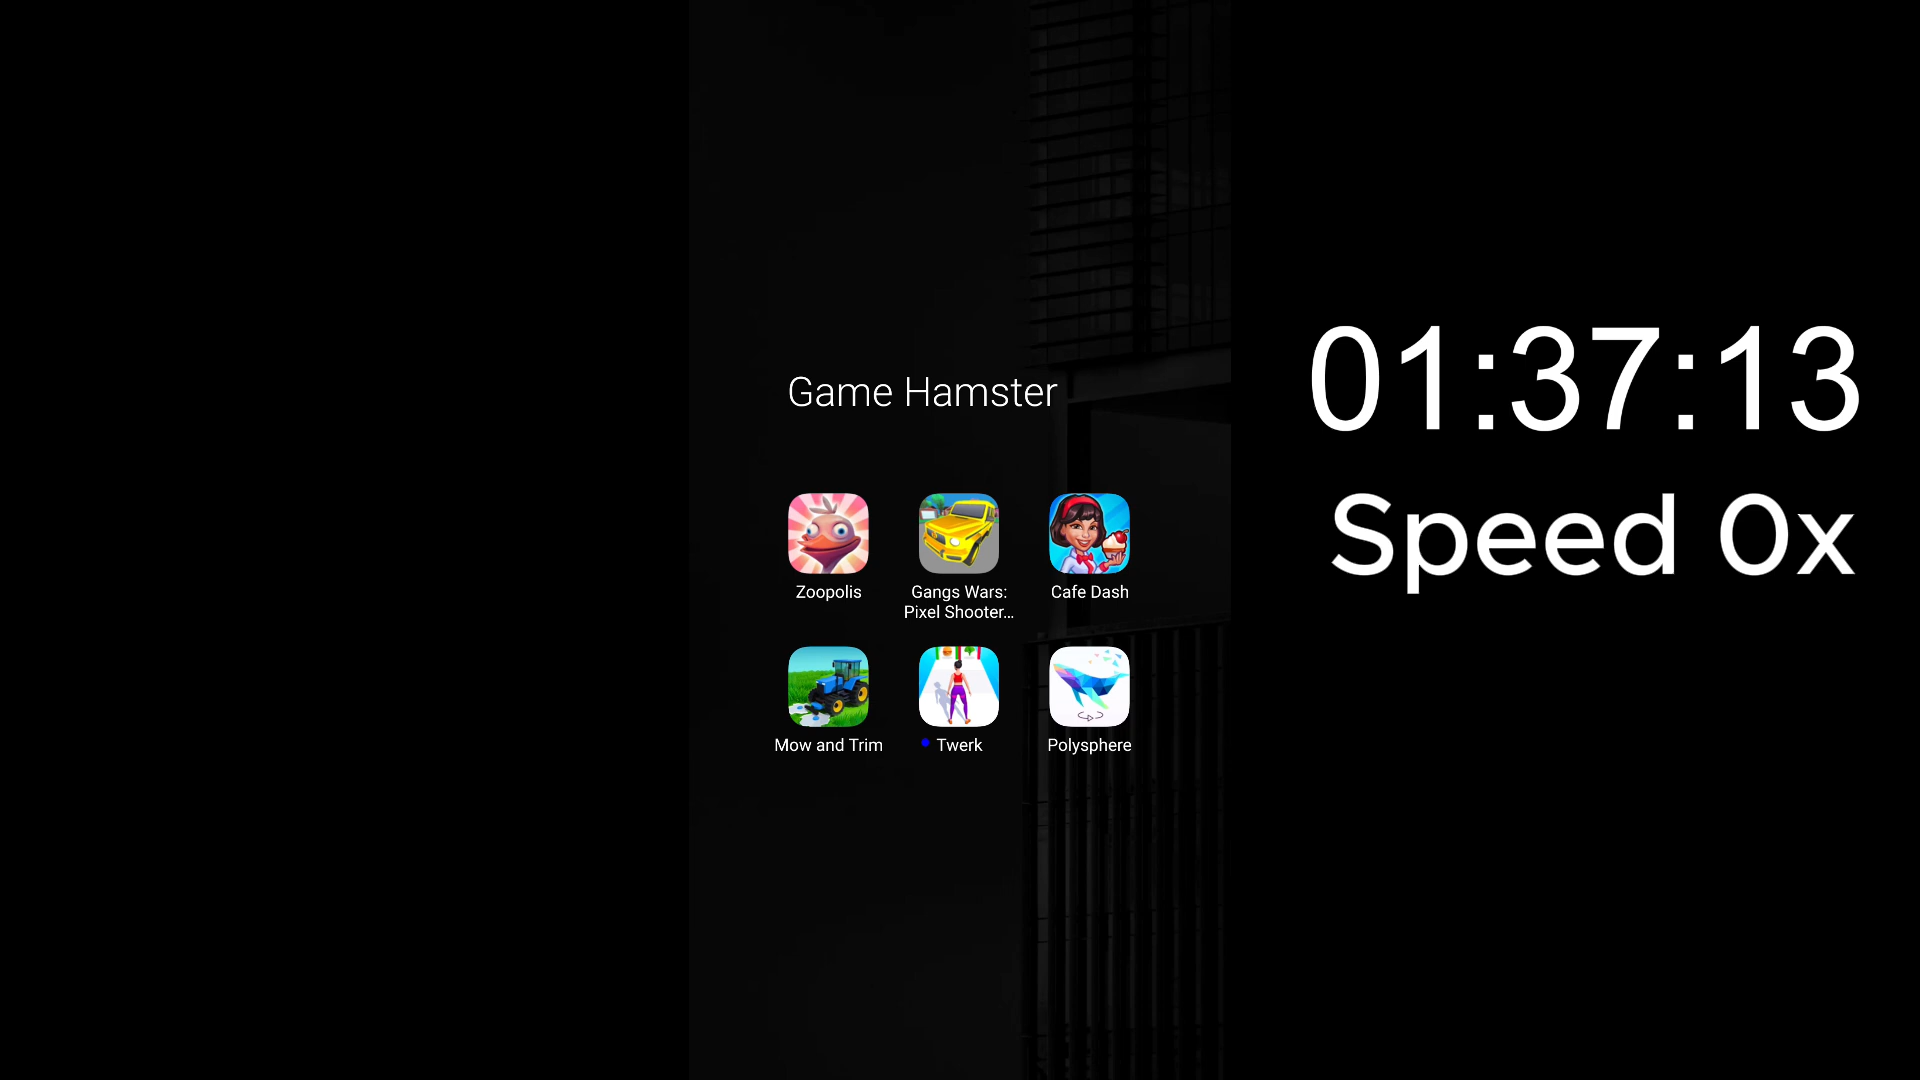 Game Hamster
01:37:13
Speed 0x
Zoopolis
Gangs Wars:
Pixel Shooter...
Cafe Dash
Mow and Trim
Twerk
Polysphere